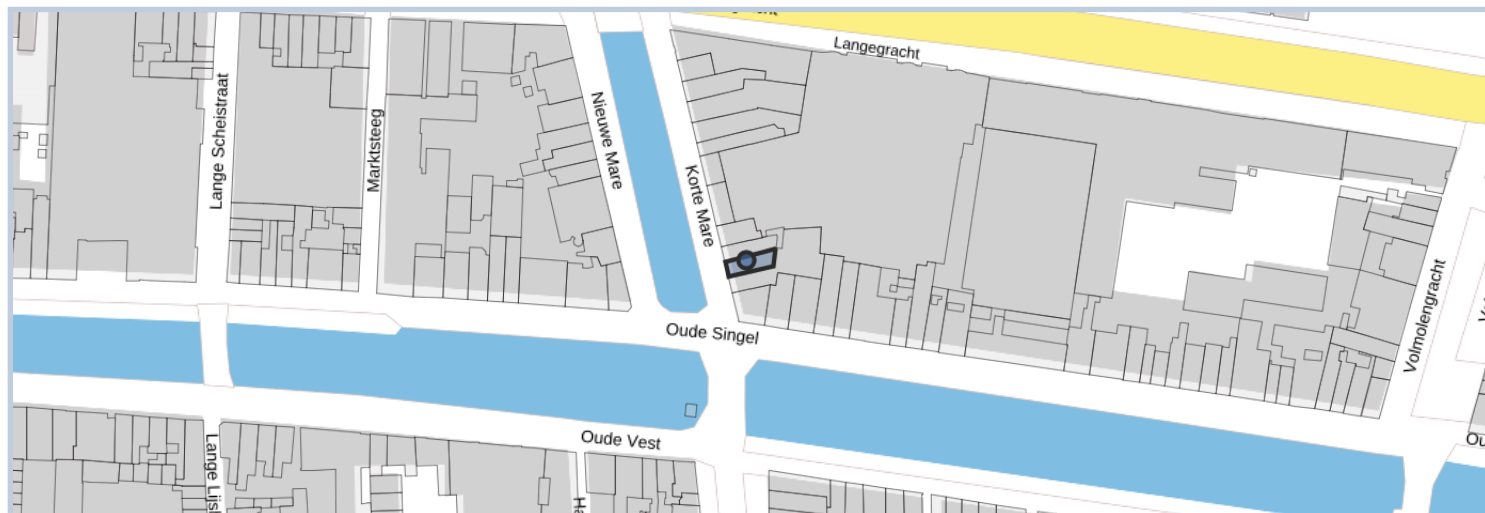 Langegracht
Lange Scheistraat
Marktsteeg
Nieuwe Mare
Korte Mare
Oude Singel
Volmolengracht
Oude Vest